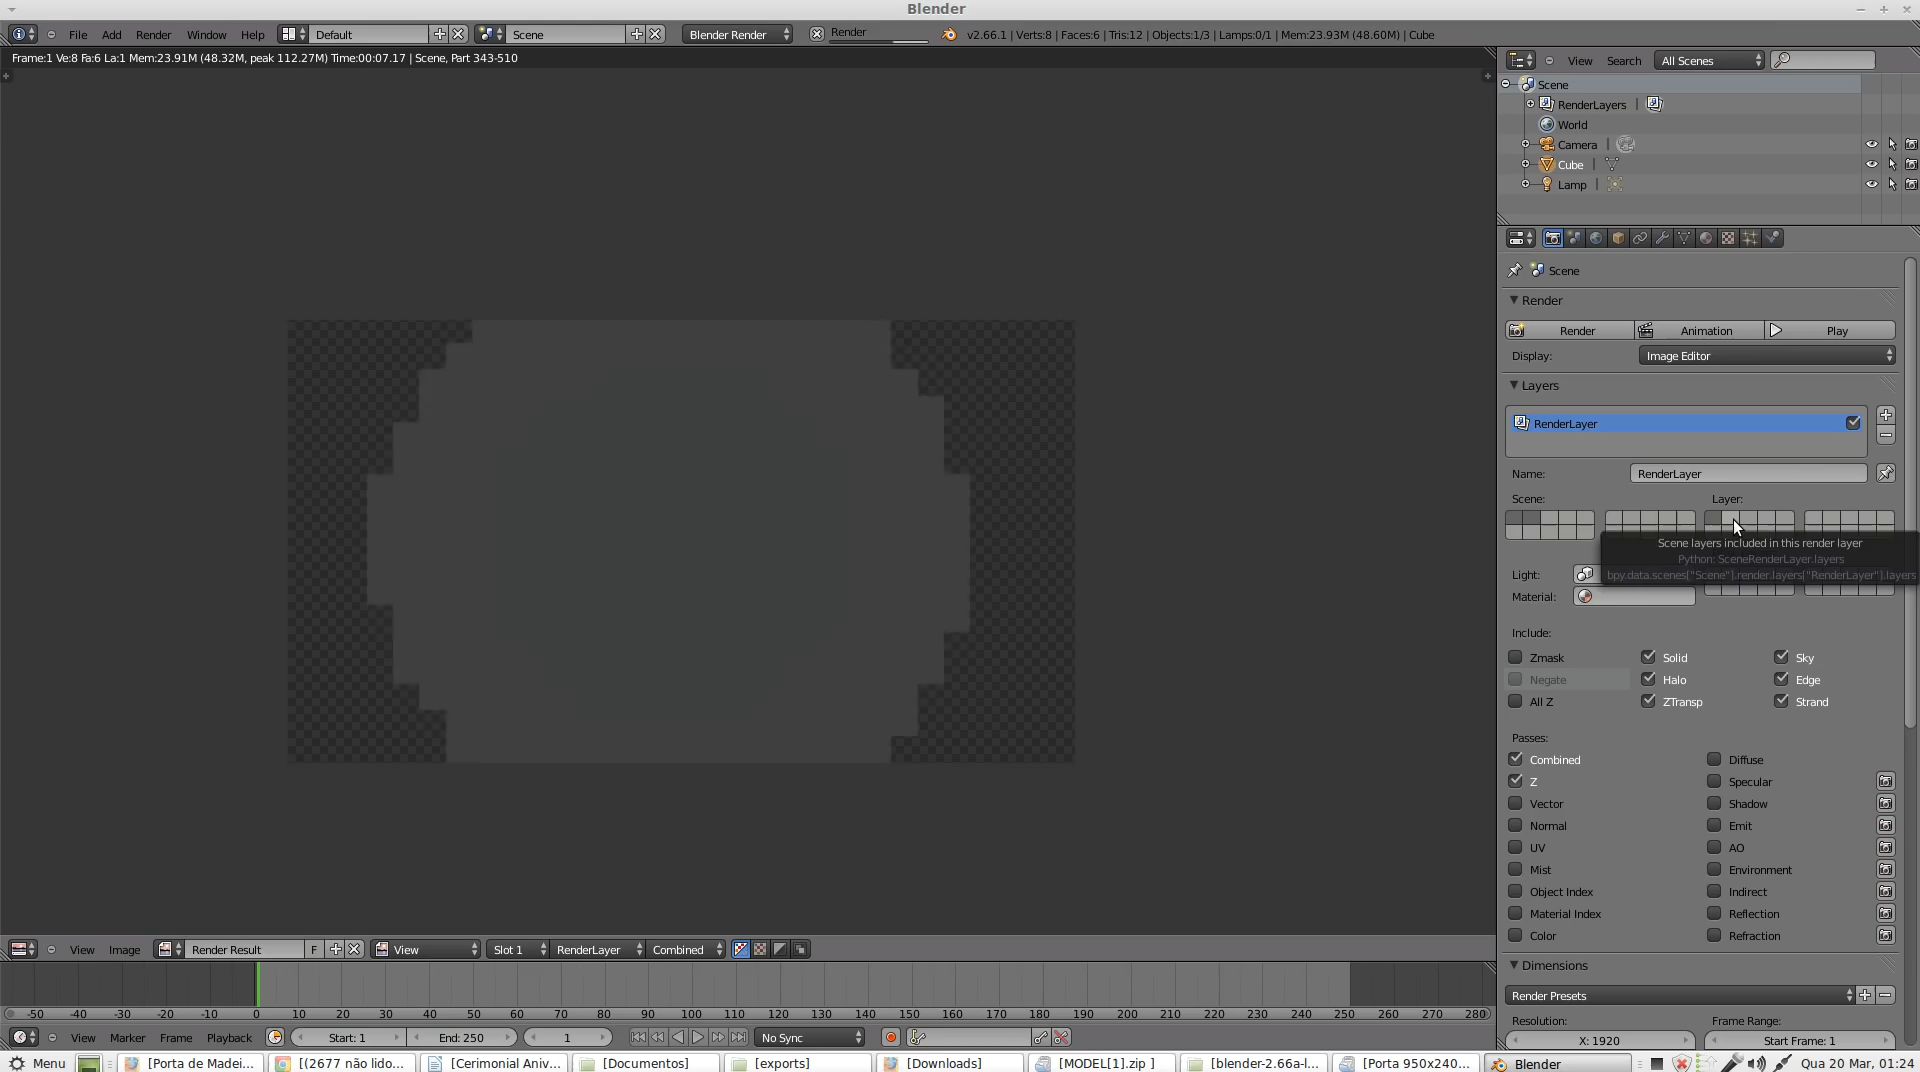 Blender
File Add Render Window Help Default Scene Blender Render Render v2.66.1 | Verts:8 | Faces:6 | Tris:12 | Objects:1/3 | Lamps:0/1 | Mem:23.93M (48.60M) | Cube
Frame:1 Ve:8 Fa:6 La:1 Mem:23.91M (48.32M, peak 112.27M) Time:00:07.17 | Scene, Part 343-510
View Search All Scenes
Scene
RenderLayers |
World
Camera |
Cube |
Lamp |
Scene
Render
Render Animation Play
Display: Image Editor
Layers
RenderLayer
Name: RenderLayer
Scene: Layer:
Scene layers included in this render layer
Python: SceneRenderLayer.layers
bpy.data.scenes["Scene"].render.layers["RenderLayer"].layers
Light:
Material:
Include:
Zmask Solid Sky
Negate Halo Edge
All Z ZTransp Strand
Passes:
Combined Diffuse
Z Specular
Vector Shadow
Normal Emit
UV AO
Mist Environment
Object Index Indirect
Material Index Reflection
Color Refraction
View Image Render Result F View Slot 1 RenderLayer Combined
Dimensions
Render Presets
Resolution: Frame Range:
X: 1920 Start Frame: 1
-50 -40 -30 -20 -10 0 10 20 30 40 50 60 70 80 90 100 110 120 130 140 150 160 170 180 190 200 210 220 230 240 250 260 270 280
View Marker Frame Playback Start: 1 End: 250 1 No Sync
Menu [Porta de Madei... [(2677 não lido... [Cerimonial Aniv... [Documentos] [exports] [Downloads] [MODEL[1].zip ] [blender-2.66a-l... [Porta 950x240... Blender Qua 20 Mar, 01:24